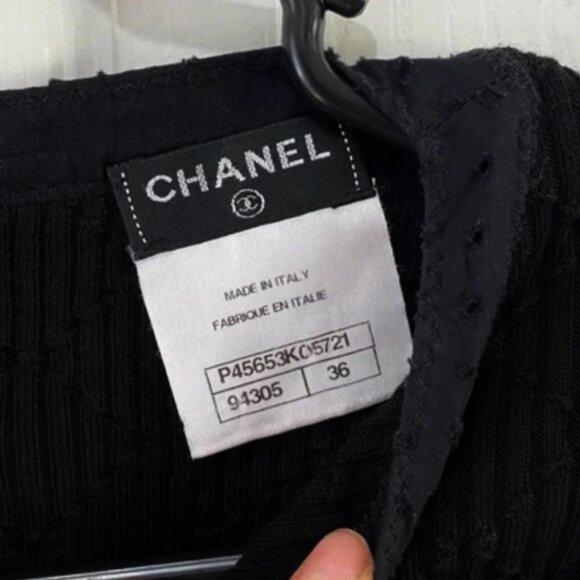 CHANEL
MADE IN ITALY
FABRIQUE EN ITALIE
P45653K05721
94305 36